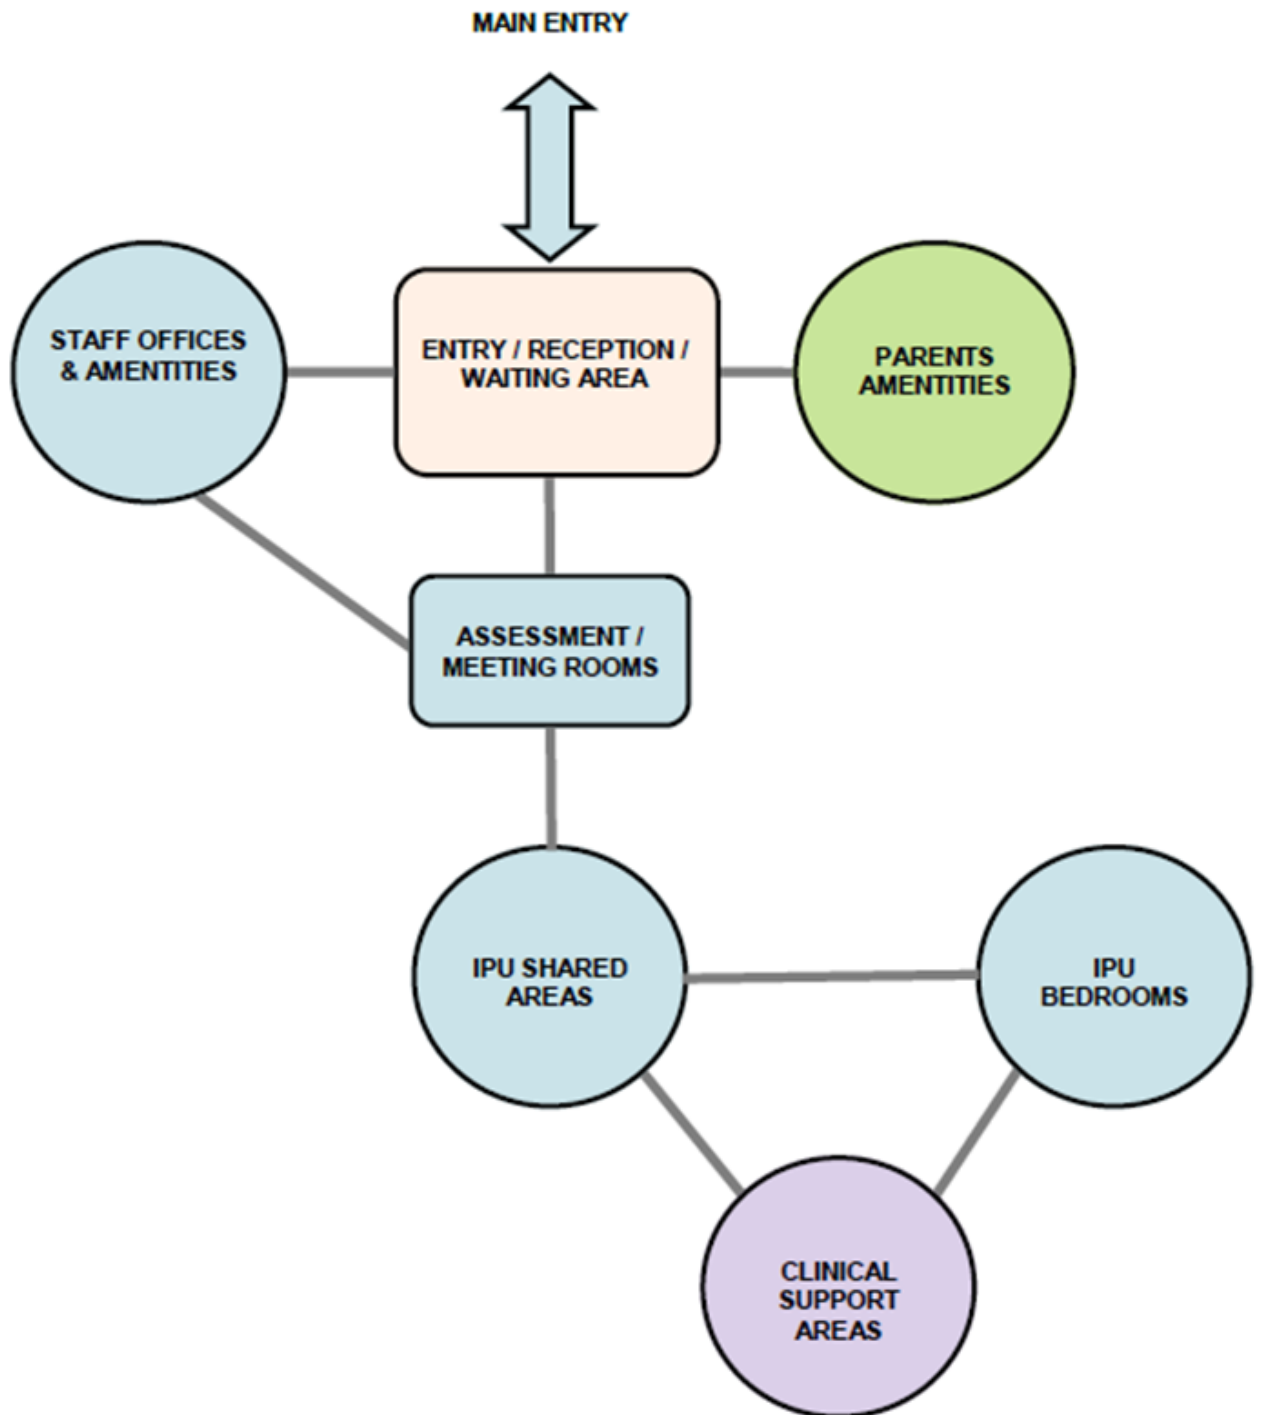 MAIN ENTRY
STAFF OFFICES
& AMENTITIES
ENTRY / RECEPTION /
WAITING AREA
PARENTS
AMENTITIES
ASSESSMENT /
MEETING ROOMS
IPU SHARED
AREAS
IPU
BEDROOMS
CLINICAL
SUPPORT
AREAS